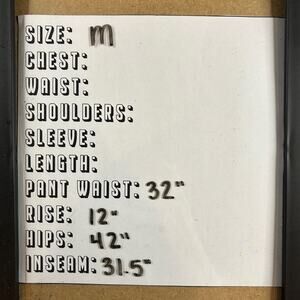 SIZE: M
CHEST:
WAIST:
SHOULDERS:
SLEEVE:
LENGTH:
PANT WAIST: 32"
RISE: 12"
HIPS: 42"
INSEAM: 31.5"